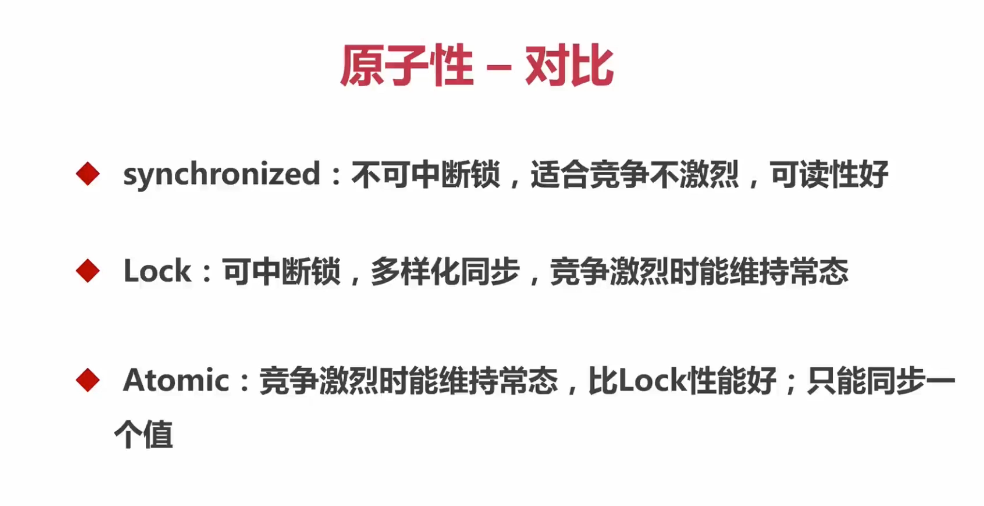 原子性 – 对比
synchronized：不可中断锁，适合竞争不激烈，可读性好
Lock：可中断锁，多样化同步，竞争激烈时能维持常态
Atomic：竞争激烈时能维持常态，比Lock性能好；只能同步一
个值